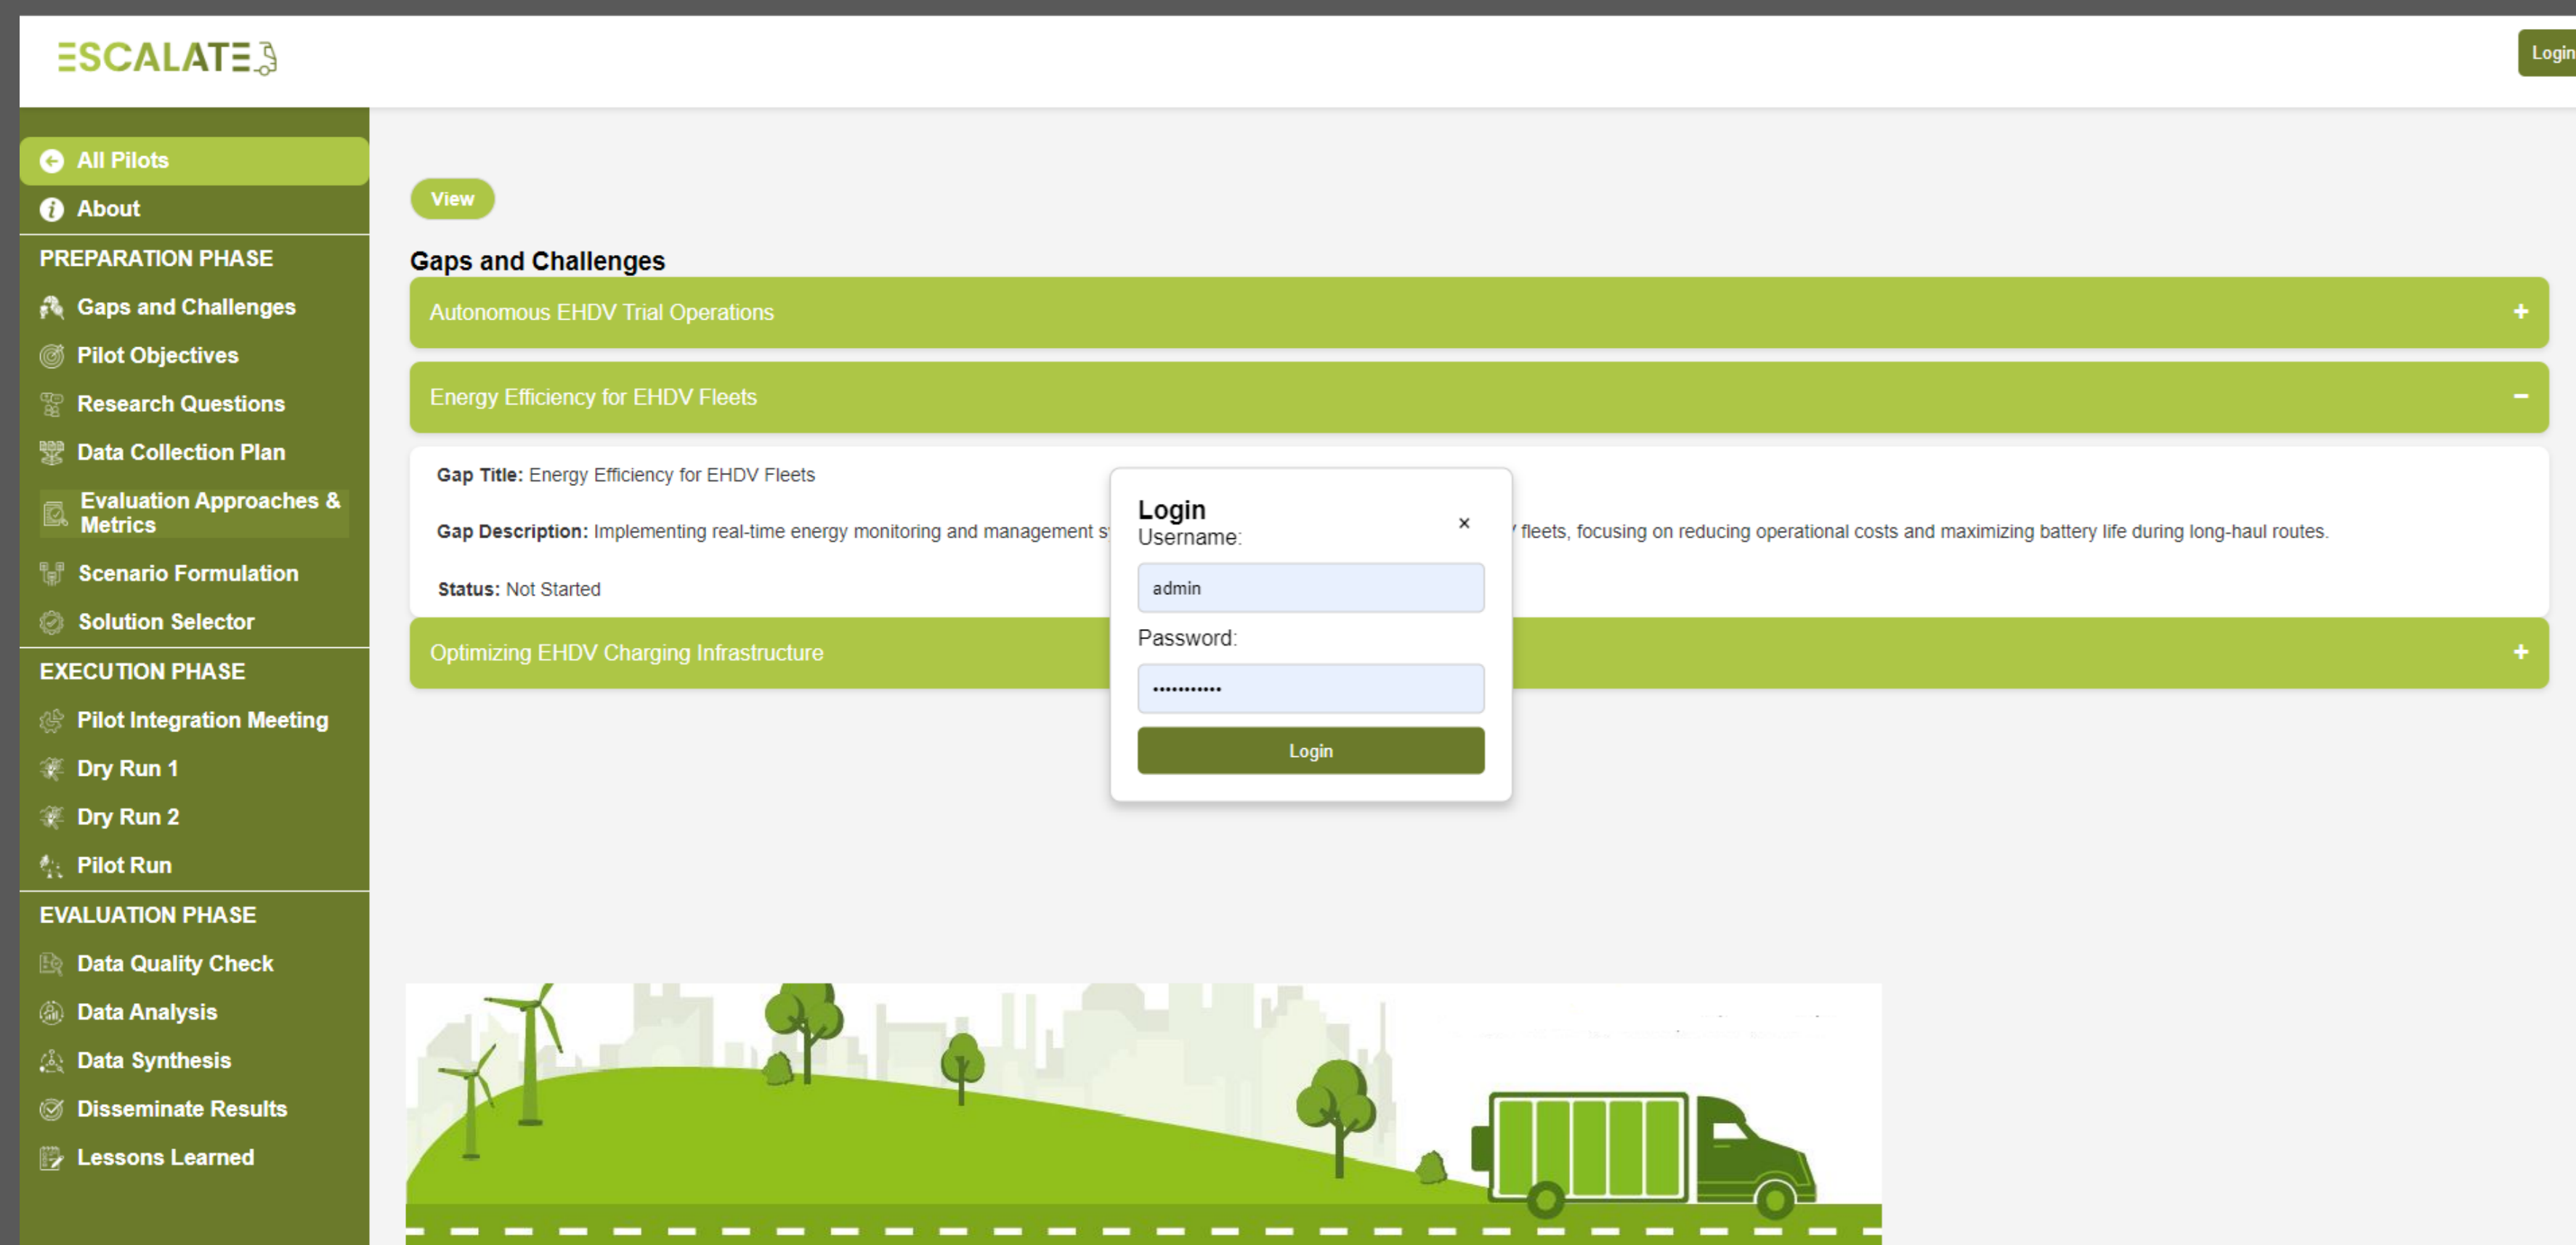 ESCALATE
Login
All Pilots
About
PREPARATION PHASE
Gaps and Challenges
Pilot Objectives
Research Questions
Data Collection Plan
Evaluation Approaches &
Metrics
Scenario Formulation
Solution Selector
EXECUTION PHASE
Pilot Integration Meeting
Dry Run 1
Dry Run 2
Pilot Run
EVALUATION PHASE
Data Quality Check
Data Analysis
Data Synthesis
Disseminate Results
Lessons Learned
View
Gaps and Challenges
Autonomous EHDV Trial Operations +
Energy Efficiency for EHDV Fleets −
Gap Title: Energy Efficiency for EHDV Fleets
Gap Description: Implementing real-time energy monitoring and management fleets, focusing on reducing operational costs and maximizing battery life during long-haul routes.
Status: Not Started
Optimizing EHDV Charging Infrastructure +
Login
×
Username:
admin
Password:
•••••••••••
Login